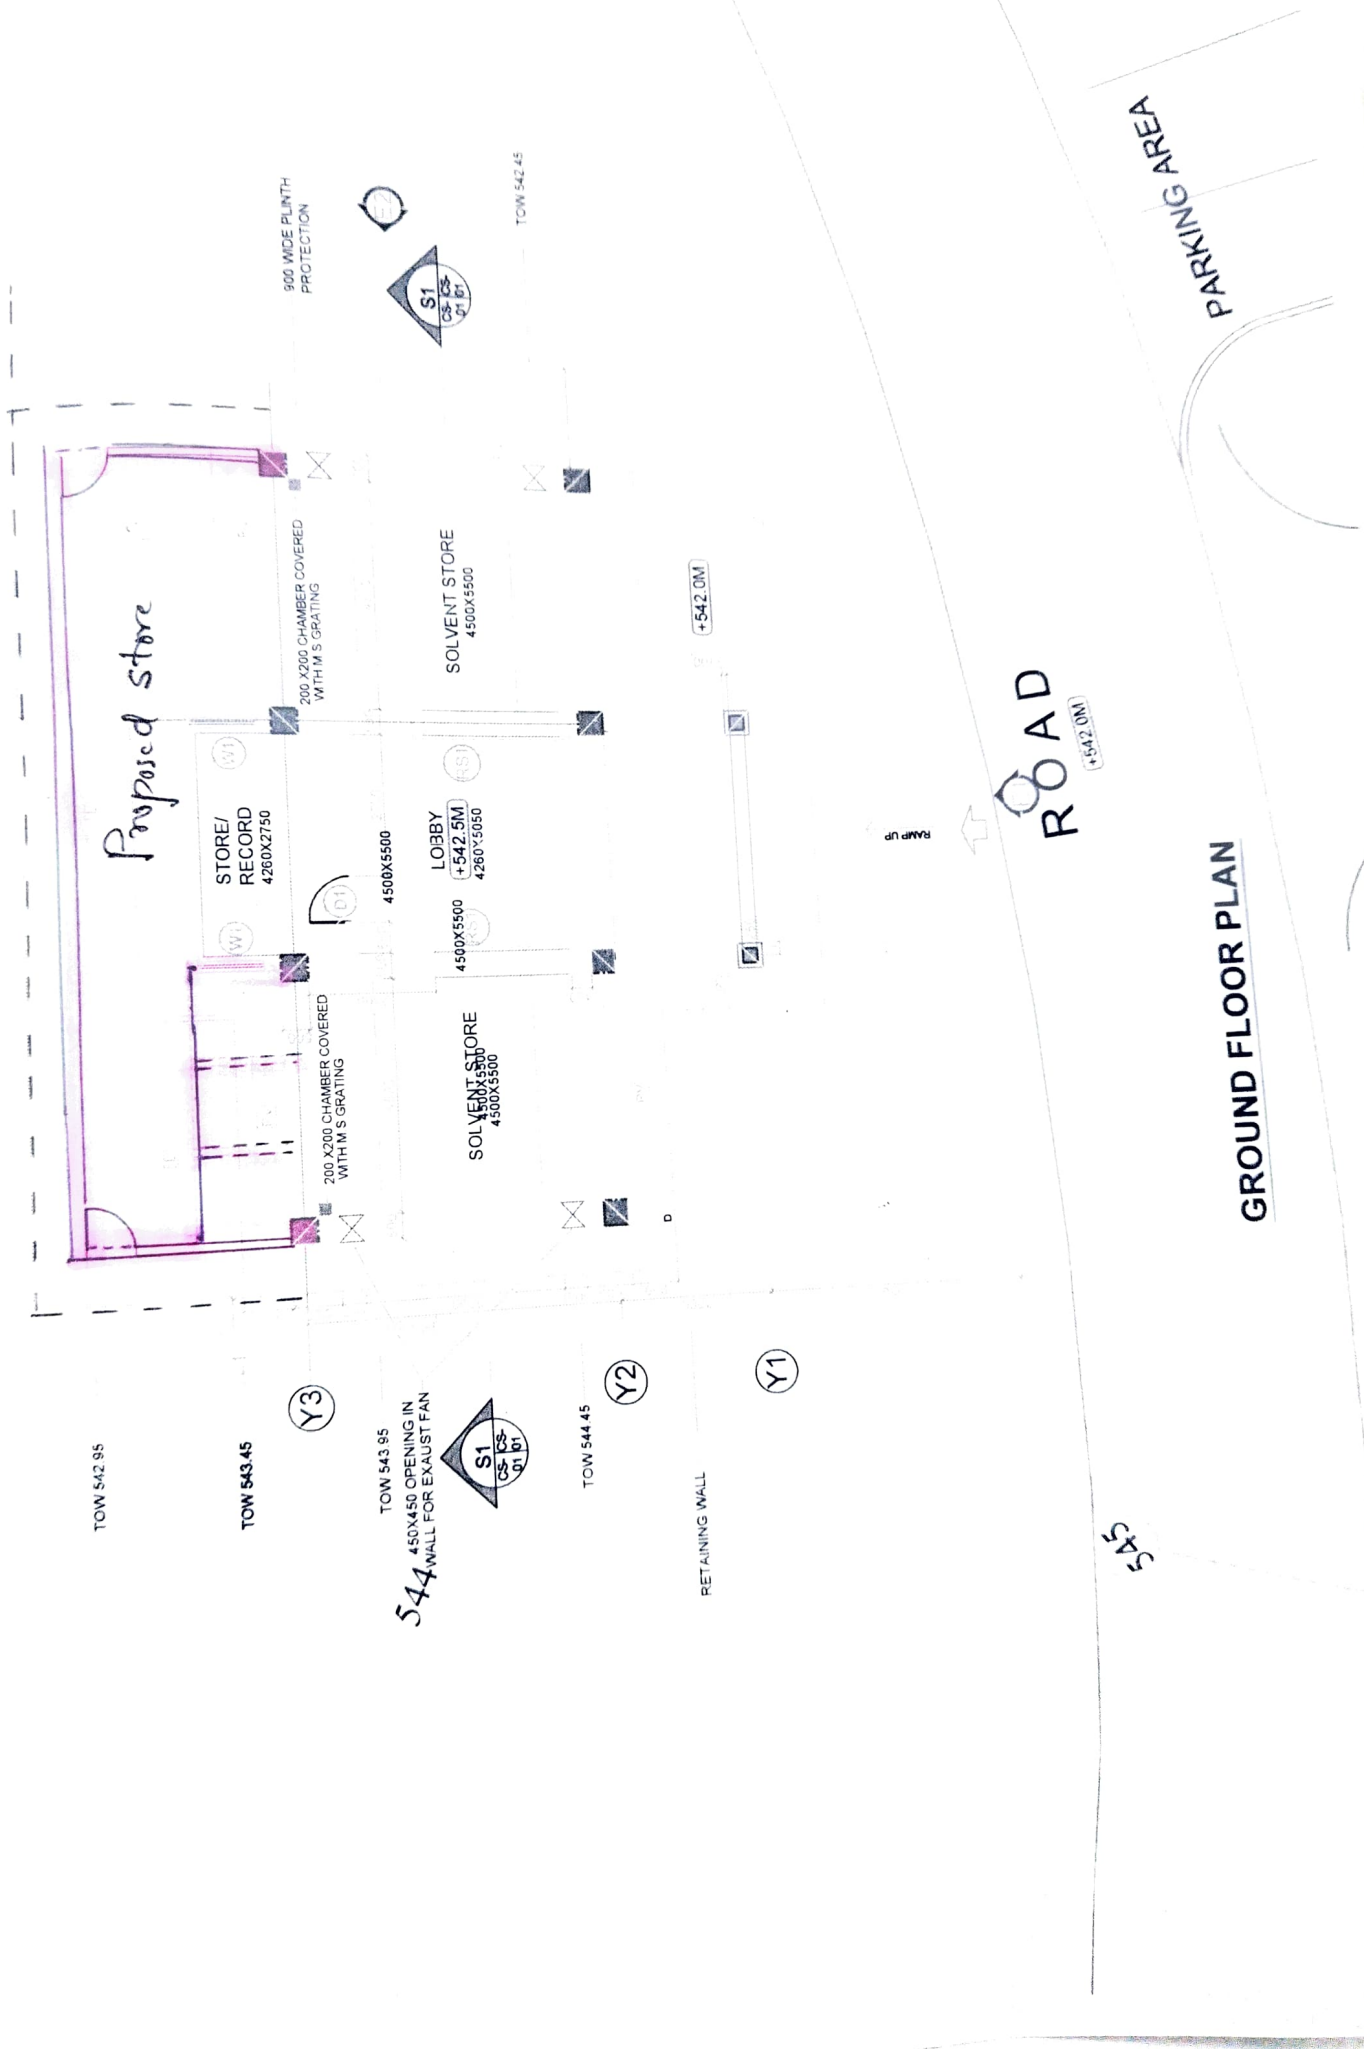 Proposed store
900 WIDE PLINTH
PROTECTION
S1
CS-
01
CS-
01
TOW 542.45
STORE/
RECORD
4260X2750
W1
W1
D1
200 X200 CHAMBER COVERED
WITH M S GRATING
200 X200 CHAMBER COVERED
WITH M S GRATING
4500X5500
4500X5500
LOBBY
+542.5M
4260X5050
RS1
RS1
SOLVENT STORE
4500X5500
SOLVENT STORE
4500X5500
4500X5500
+542.0M
D
TOW 542.95
TOW 543.45
Y3
TOW 543.95
544
450X450 OPENING IN
WALL FOR EXAUST FAN
S1
CS-
01
CS-
01
TOW 544.45
Y2
RETAINING WALL
Y1
RAMP UP
ROAD
+542.0M
545
PARKING AREA
GROUND FLOOR PLAN